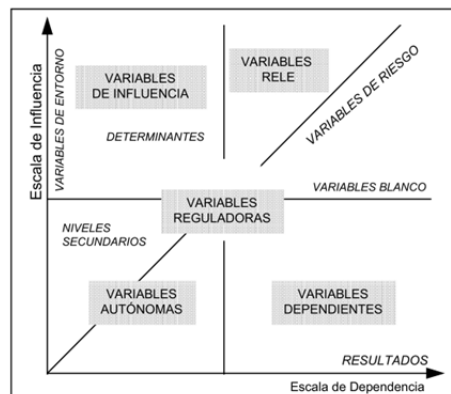 Escala de Influencia
VARIABLES DE ENTORNO
VARIABLES
DE INFLUENCIA
DETERMINANTES
VARIABLES
RELE
VARIABLES DE RIESGO
VARIABLES BLANCO
VARIABLES
REGULADORAS
NIVELES
SECUNDARIOS
VARIABLES
AUTÓNOMAS
VARIABLES
DEPENDIENTES
RESULTADOS
Escala de Dependencia